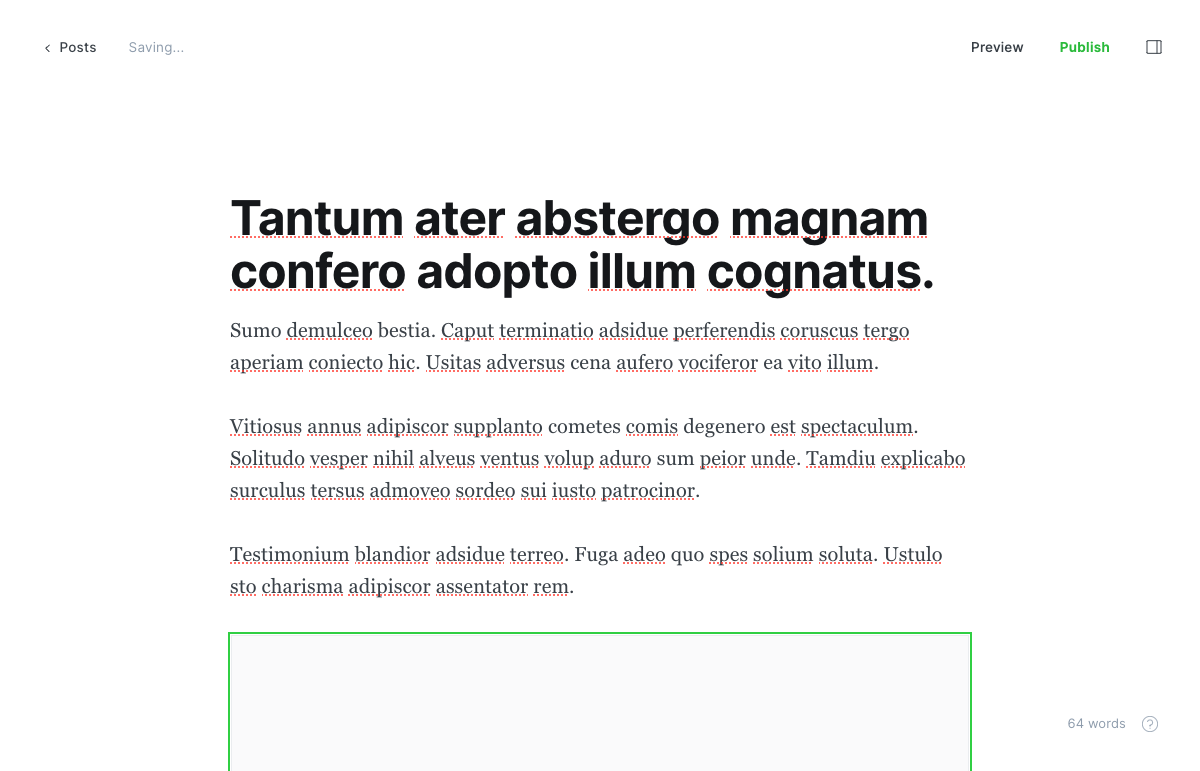 Posts Saving... Preview Publish
Tantum ater abstergo magnam
confero adopto illum cognatus.
Sumo demulceo bestia. Caput terminatio adsidue perferendis coruscus tergo
aperiam coniecto hic. Usitas adversus cena aufero vociferor ea vito illum.
Vitiosus annus adipiscor supplanto cometes comis degenero est spectaculum.
Solitudo vesper nihil alveus ventus volup aduro sum peior unde. Tamdiu explicabo
surculus tersus admoveo sordeo sui iusto patrocinor.
Testimonium blandior adsidue terreo. Fuga adeo quo spes solium soluta. Ustulo
sto charisma adipiscor assentator rem.
64 words ?